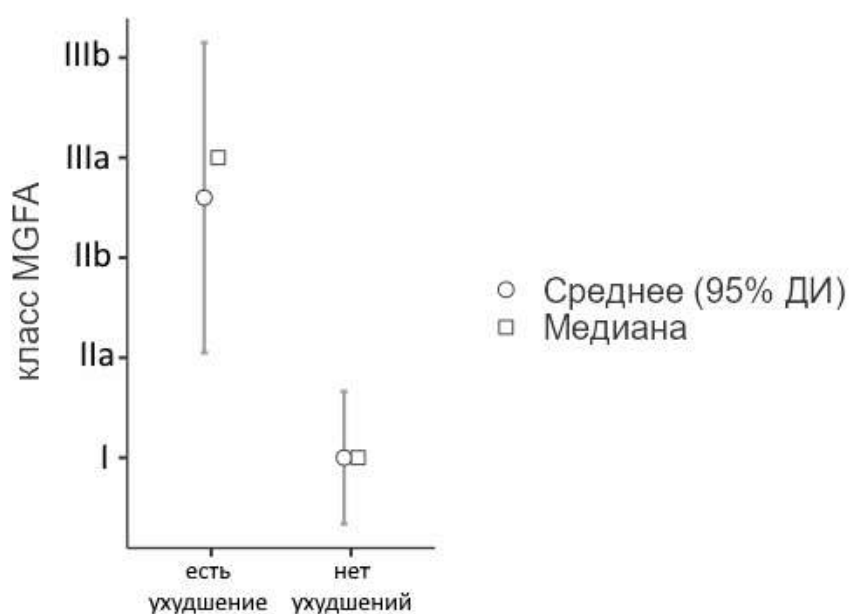 класс MGFA
IIIb
IIIa
IIb
IIa
I
есть
ухудшение
нет
ухудшений
Среднее (95% ДИ)
Медиана